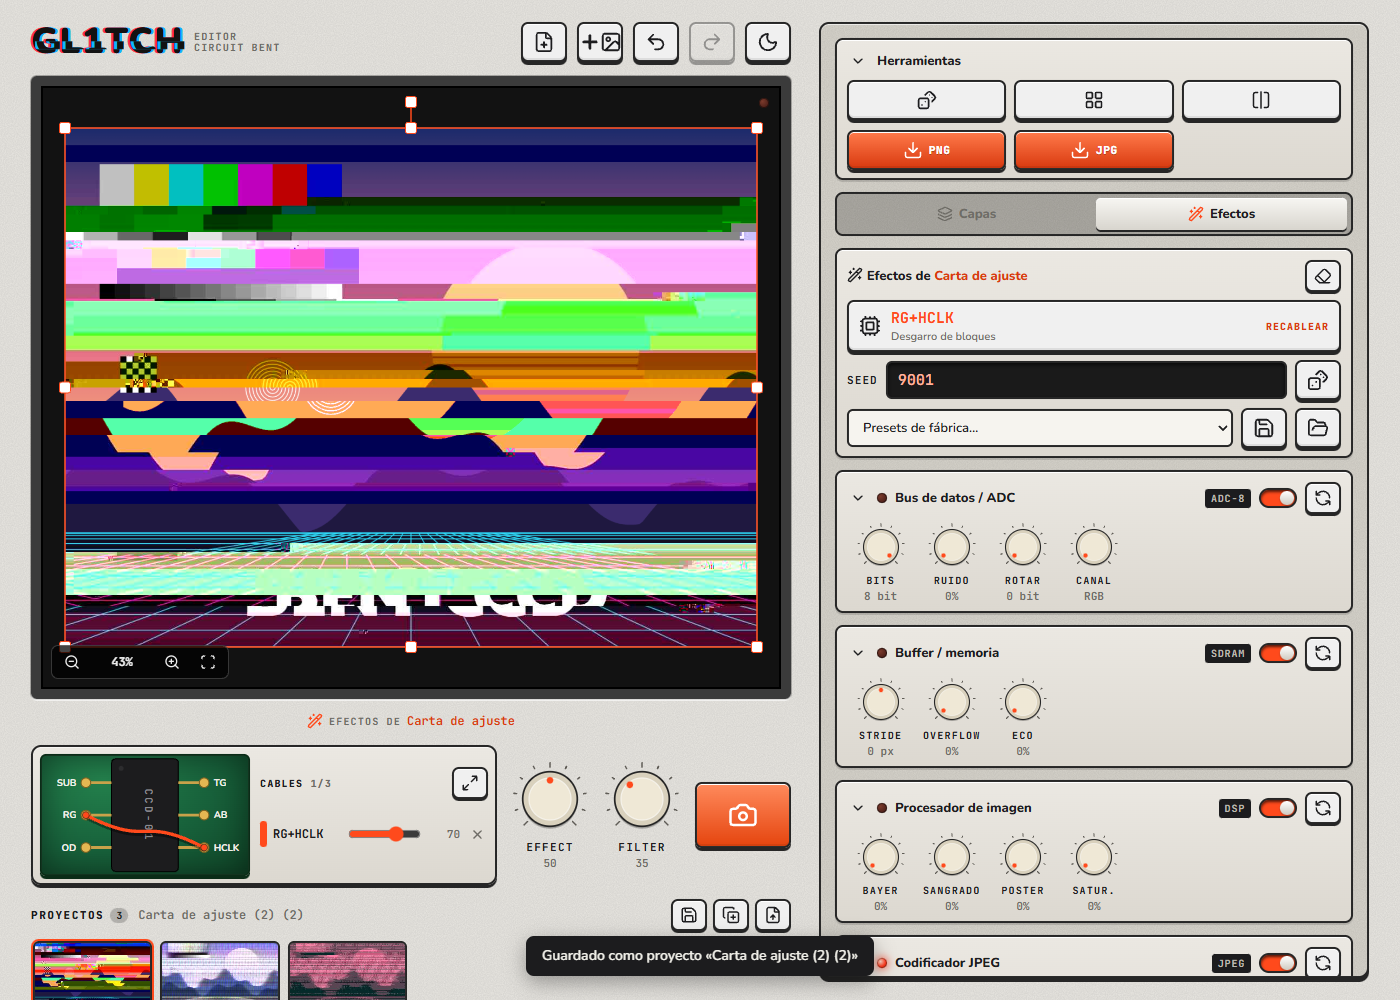 GL1TCH
EDITOR
CIRCUIT BENT
Herramientas
PNG
JPG
Capas
Efectos
Efectos de Carta de ajuste
RG+HCLK
Desgarro de bloques
RECABLEAR
SEED
9001
Presets de fábrica...
Bus de datos / ADC
ADC-8
BITS
RUIDO
ROTAR
CANAL
8 bit
0%
0 bit
RGB
Buffer / memoria
SDRAM
STRIDE
OVERFLOW
ECO
0 px
0%
0%
Procesador de imagen
DSP
BAYER
SANGRADO
POSTER
SATUR.
0%
0%
0%
0%
Codificador JPEG
JPEG
43%
EFECTOS DE Carta de ajuste
SUB
TG
RG
AB
OD
HCLK
CCD-01
CABLES 1/3
RG+HCLK
70
EFFECT
50
FILTER
35
PROYECTOS 3 Carta de ajuste (2) (2)
Guardado como proyecto «Carta de ajuste (2) (2)»